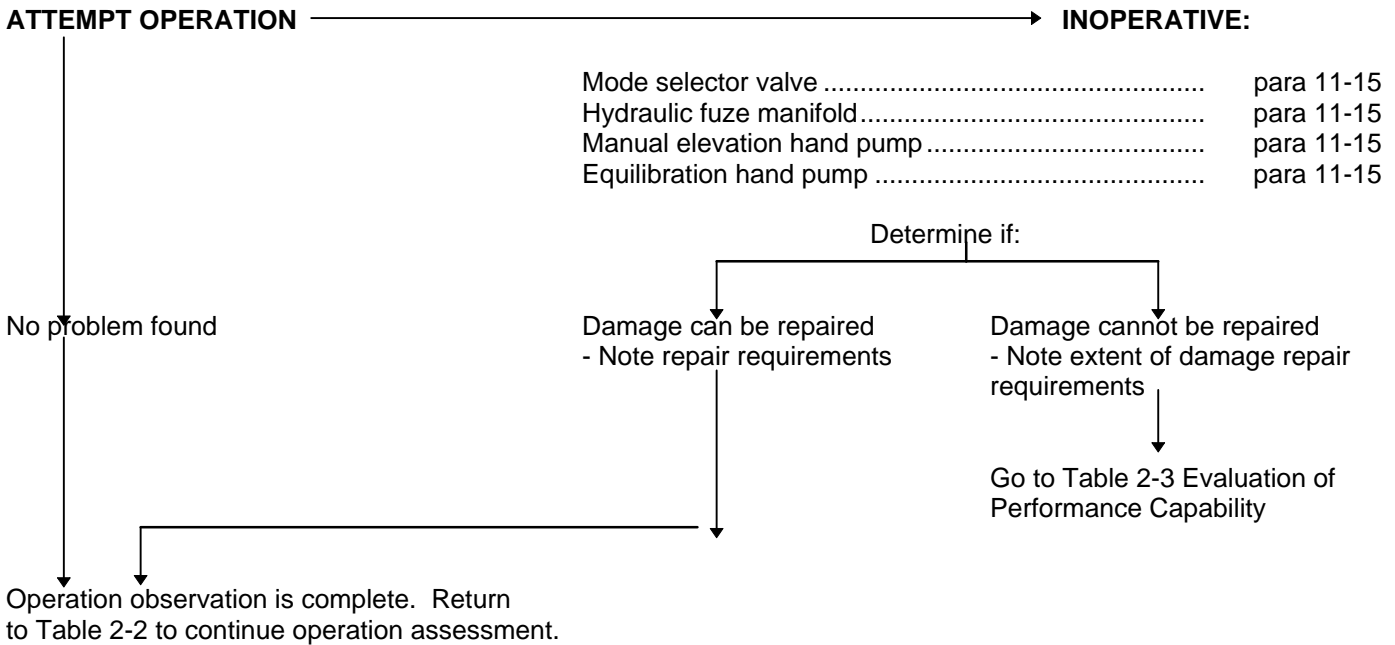 ATTEMPT OPERATION INOPERATIVE:
Mode selector valve .................................................. para 11-15
Hydraulic fuze manifold.............................................. para 11-15
Manual elevation hand pump..................................... para 11-15
Equilibration hand pump ............................................ para 11-15
Determine if:
No problem found
Damage can be repaired
- Note repair requirements
Damage cannot be repaired
- Note extent of damage repair
requirements
Go to Table 2-3 Evaluation of
Performance Capability
Operation observation is complete. Return
to Table 2-2 to continue operation assessment.